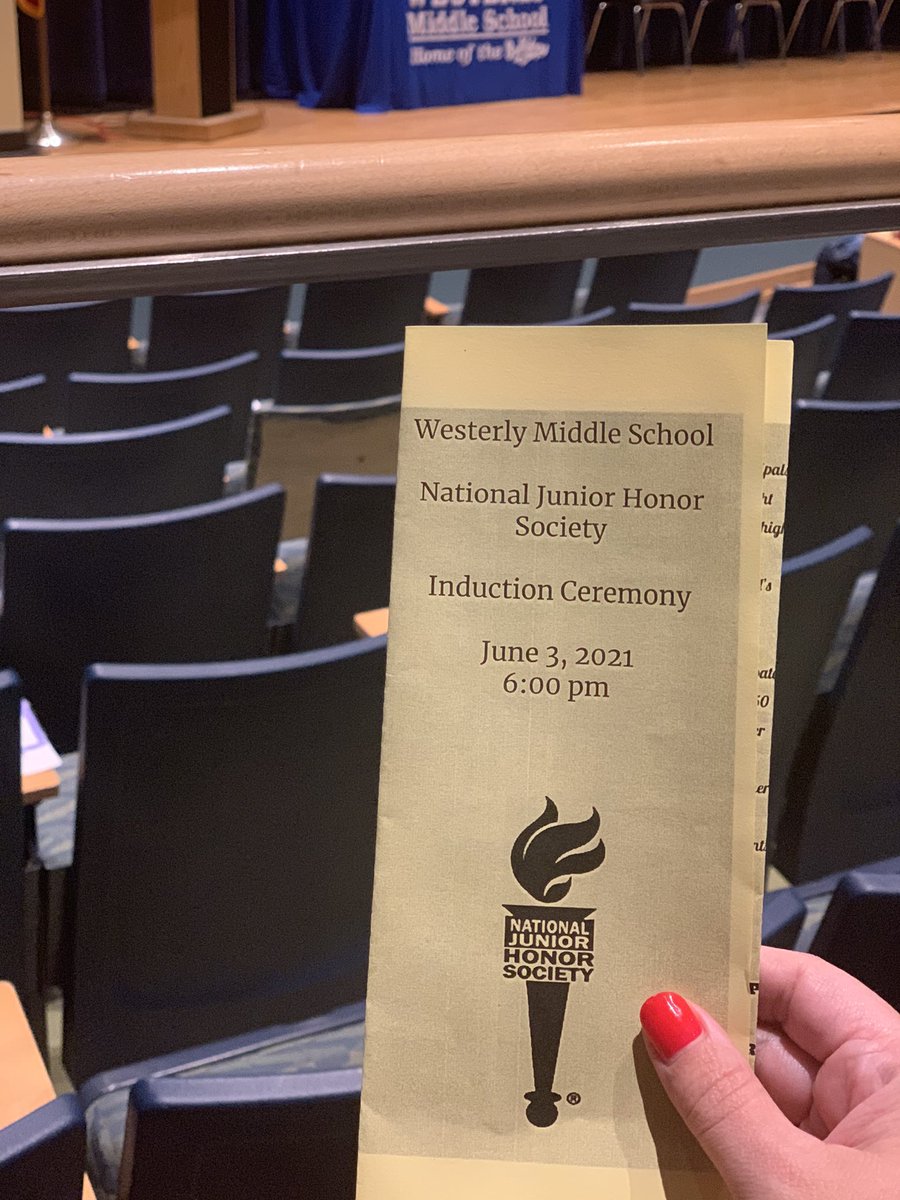 Middle School
Home of the
Westerly Middle School
National Junior Honor
Society
Induction Ceremony
June 3, 2021
6:00 pm
NATIONAL
JUNIOR
HONOR
SOCIETY
®